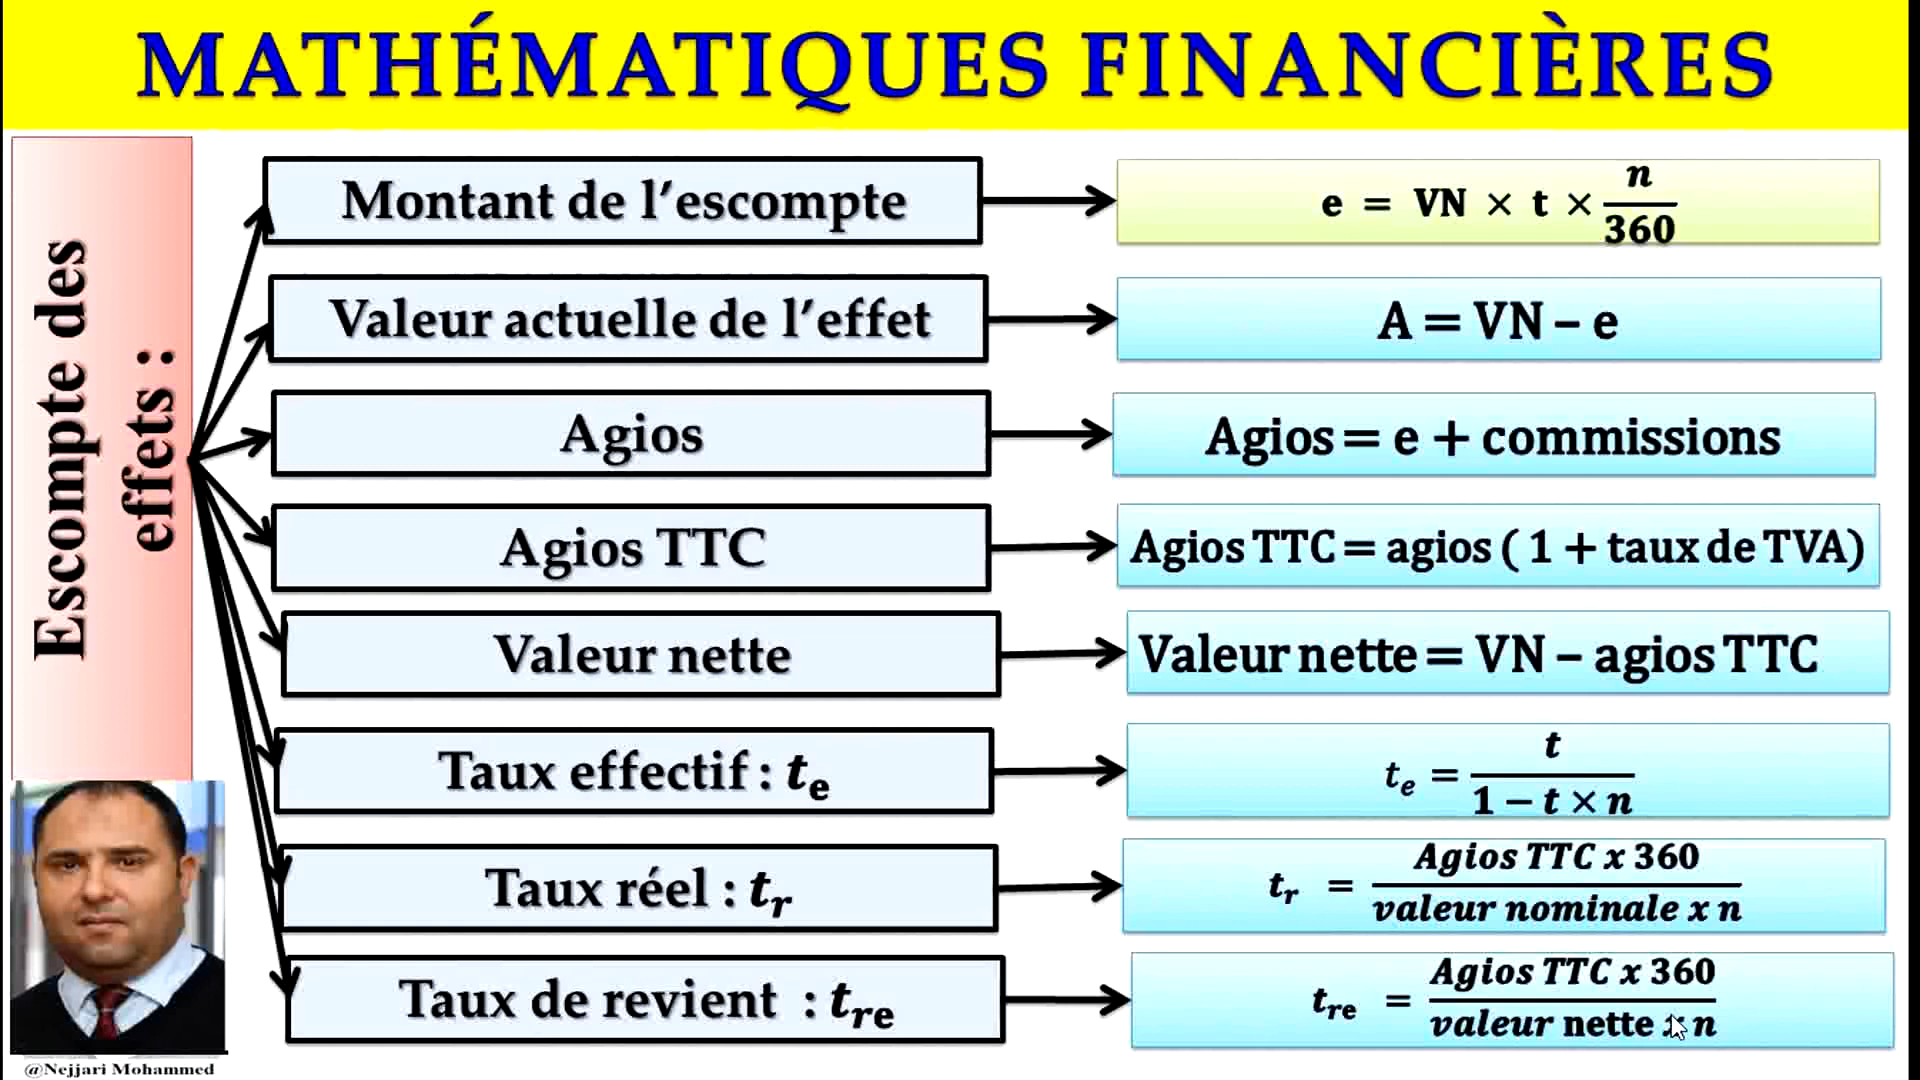 MATHÉMATIQUES FINANCIÈRES
Escompte des
effets :
Montant de l'escompte
e = VN × t × n/360
Valeur actuelle de l'effet
A = VN – e
Agios
Agios = e + commissions
Agios TTC
Agios TTC = agios ( 1 + taux de TVA)
Valeur nette
Valeur nette = VN – agios TTC
Taux effectif : te
te = t / 1 – t × n
Taux réel : tr
tr = Agios TTC x 360 / valeur nominale x n
Taux de revient : tre
tre = Agios TTC x 360 / valeur nette x n
@Nejjari Mohammed